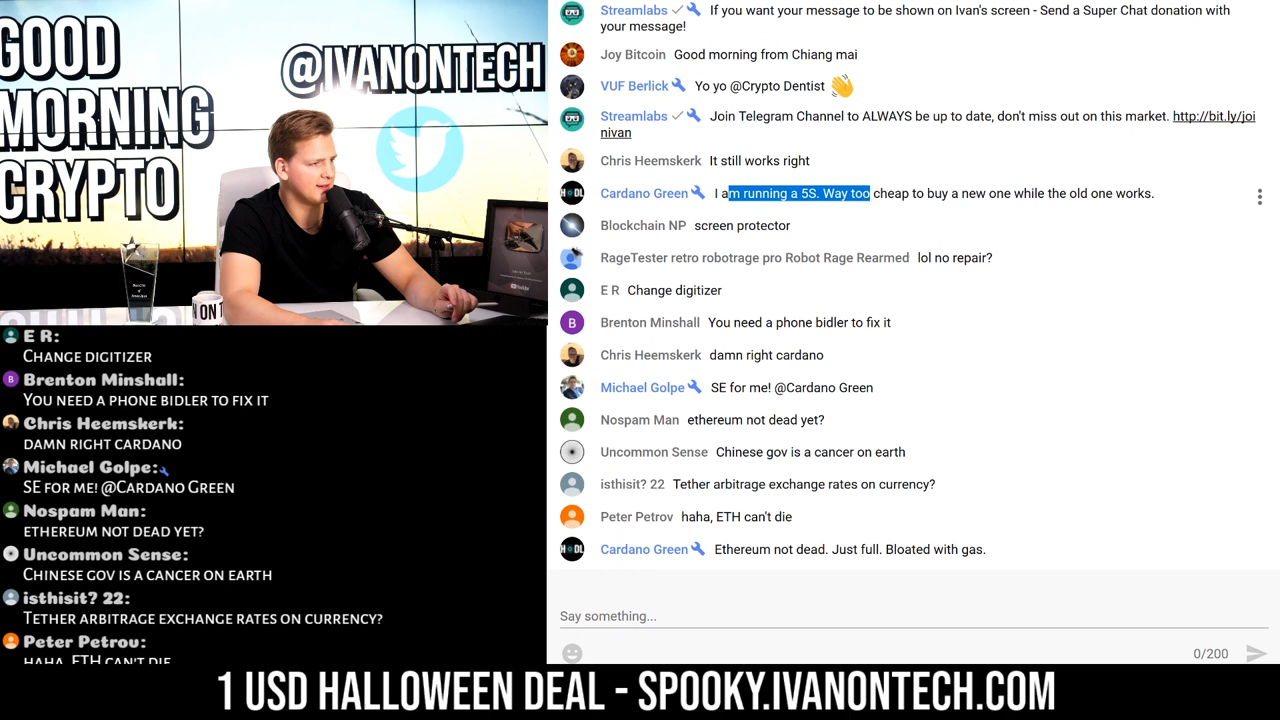 GOOD
MORNING
CRYPTO
@IVANONTECH
ON T
YouTube
E R:
CHANGE DIGITIZER
Brenton Minshall:
YOU NEED A PHONE BIDLER TO FIX IT
Chris Heemskerk:
DAMN RIGHT CARDANO
Michael Golpe:
SE FOR ME! @CARDANO GREEN
Nospam Man:
ETHEREUM NOT DEAD YET?
Uncommon Sense:
CHINESE GOV IS A CANCER ON EARTH
isthisit? 22:
TETHER ARBITRAGE EXCHANGE RATES ON CURRENCY?
Peter Petrov:
HAHA, ETH CAN'T DIE
Streamlabs If you want your message to be shown on Ivan's screen - Send a Super Chat donation with
your message!
Joy Bitcoin Good morning from Chiang mai
VUF Berlick Yo yo @Crypto Dentist
Streamlabs Join Telegram Channel to ALWAYS be up to date, don't miss out on this market. http://bit.ly/joi
nivan
Chris Heemskerk It still works right
H DL Cardano Green I am running a 5S. Way too cheap to buy a new one while the old one works.
Blockchain NP screen protector
RageTester retro robotrage pro Robot Rage Rearmed lol no repair?
E R Change digitizer
B Brenton Minshall You need a phone bidler to fix it
Chris Heemskerk damn right cardano
Michael Golpe SE for me! @Cardano Green
Nospam Man ethereum not dead yet?
Uncommon Sense Chinese gov is a cancer on earth
isthisit? 22 Tether arbitrage exchange rates on currency?
Peter Petrov haha, ETH can't die
H DL Cardano Green Ethereum not dead. Just full. Bloated with gas.
Say something...
0/200
1 USD HALLOWEEN DEAL - SPOOKY.IVANONTECH.COM